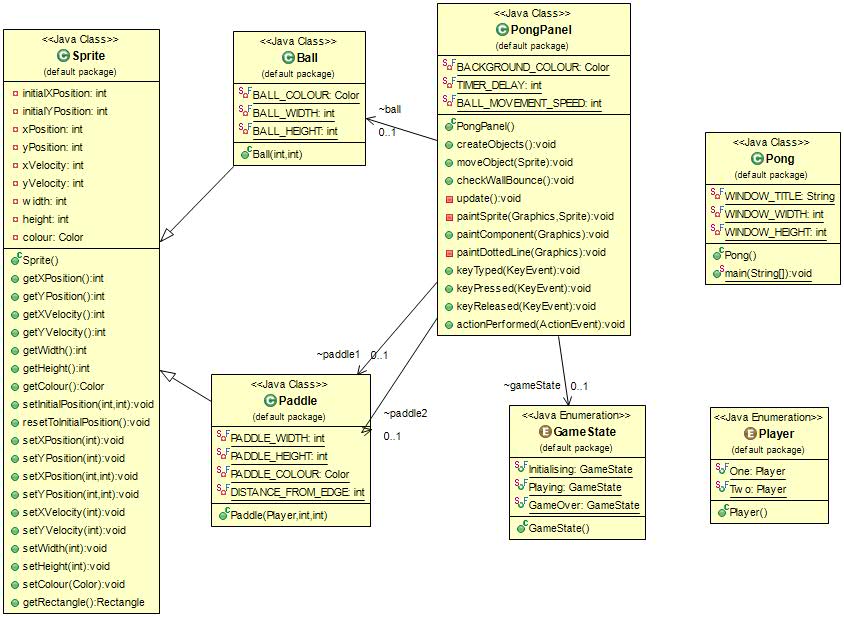 <<Java Class>>
Sprite
(default package)
initialXPosition: int
initialYPosition: int
xPosition: int
yPosition: int
xVelocity: int
yVelocity: int
width: int
height: int
colour: Color
Sprite()
getXPosition():int
getYPosition():int
getXVelocity():int
getYVelocity():int
getWidth():int
getHeight():int
getColour():Color
setInitialPosition(int,int):void
resetToInitialPosition():void
setXPosition(int):void
setYPosition(int):void
setXPosition(int,int):void
setYPosition(int,int):void
setXVelocity(int):void
setYVelocity(int):void
setWidth(int):void
setHeight(int):void
setColour(Color):void
getRectangle():Rectangle
<<Java Class>>
Ball
(default package)
BALL_COLOUR: Color
BALL_WIDTH: int
BALL_HEIGHT: int
Ball(int,int)
~ball
0..1
<<Java Class>>
PongPanel
(default package)
BACKGROUND_COLOUR: Color
TIMER_DELAY: int
BALL_MOVEMENT_SPEED: int
PongPanel()
createObjects():void
moveObject(Sprite):void
checkWallBounce():void
update():void
paintSprite(Graphics,Sprite):void
paintComponent(Graphics):void
paintDottedLine(Graphics):void
keyTyped(KeyEvent):void
keyPressed(KeyEvent):void
keyReleased(KeyEvent):void
actionPerformed(ActionEvent):void
<<Java Class>>
Pong
(default package)
WINDOW_TITLE: String
WINDOW_WIDTH: int
WINDOW_HEIGHT: int
Pong()
main(String[]):void
~paddle1 0..1
<<Java Class>>
Paddle
(default package)
PADDLE_WIDTH: int
PADDLE_HEIGHT: int
PADDLE_COLOUR: Color
DISTANCE_FROM_EDGE: int
Paddle(Player,int,int)
~paddle2
0..1
~gameState 0..1
<<Java Enumeration>>
GameState
(default package)
Initialising: GameState
Playing: GameState
GameOver: GameState
GameState()
<<Java Enumeration>>
Player
(default package)
One: Player
Two: Player
Player()